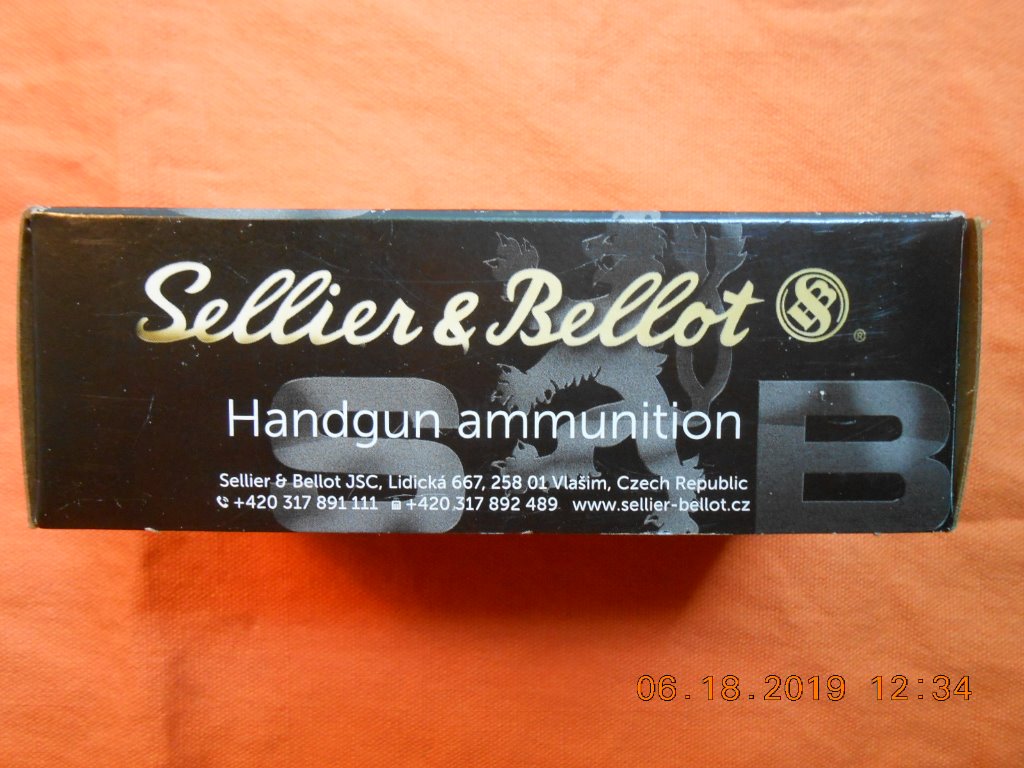 Sellier & Bellot SB ®
S B
Handgun ammunition
Sellier & Bellot JSC, Lidická 667, 258 01 Vlašim, Czech Republic
+420 317 891 111 +420 317 892 489 www.sellier-bellot.cz
06.18.2019 12:34